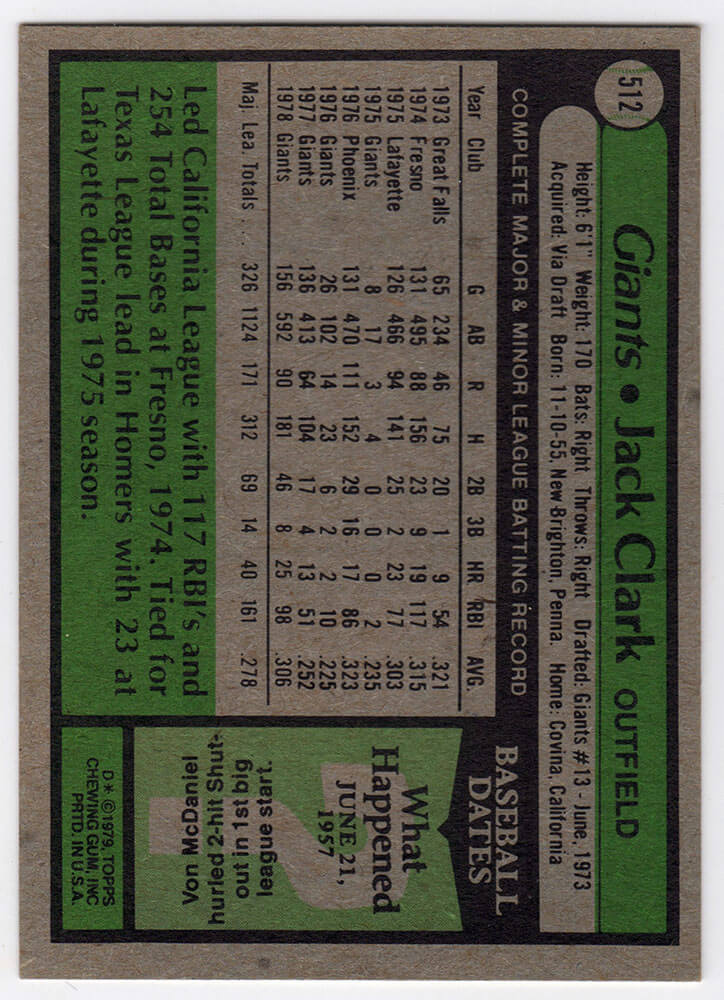 512
Giants • Jack Clark OUTFIELD
Height: 6'1" Weight: 170 Bats: Right Throws: Right Drafted: Giants #13 - June, 1973
Acquired: Via Draft Born: 11-10-55, New Brighton, Penna. Home: Covina, California
COMPLETE MAJOR & MINOR LEAGUE BATTING RECORD
Year Club G AB R H 2B 3B HR RBI AVG.
1973 Great Falls 65 234 46 75 20 1 9 54 .321
1974 Fresno 131 495 88 156 23 9 19 117 .315
1975 Lafayette 126 466 94 141 25 2 23 77 .303
1975 Giants 8 17 3 4 0 0 0 2 .235
1976 Phoenix 131 470 111 152 29 16 17 86 .323
1976 Giants 26 102 14 23 6 2 2 10 .225
1977 Giants 136 413 64 104 17 4 13 51 .252
1978 Giants 156 592 90 181 46 8 25 98 .306
Maj. Lea. Totals . . . 326 1124 171 312 69 14 40 161 .278
Led California League with 117 RBI's and
254 Total Bases at Fresno, 1974. Tied for
Texas League lead in Homers with 23 at
Lafayette during 1975 season.
BASEBALL
DATES
What
Happened
JUNE 21,
1957
?
Von McDaniel
hurled 2-hit Shut-
out in 1st big
league start.
D* ©1979, TOPPS
CHEWING GUM, INC
PRTD. IN U.S.A.